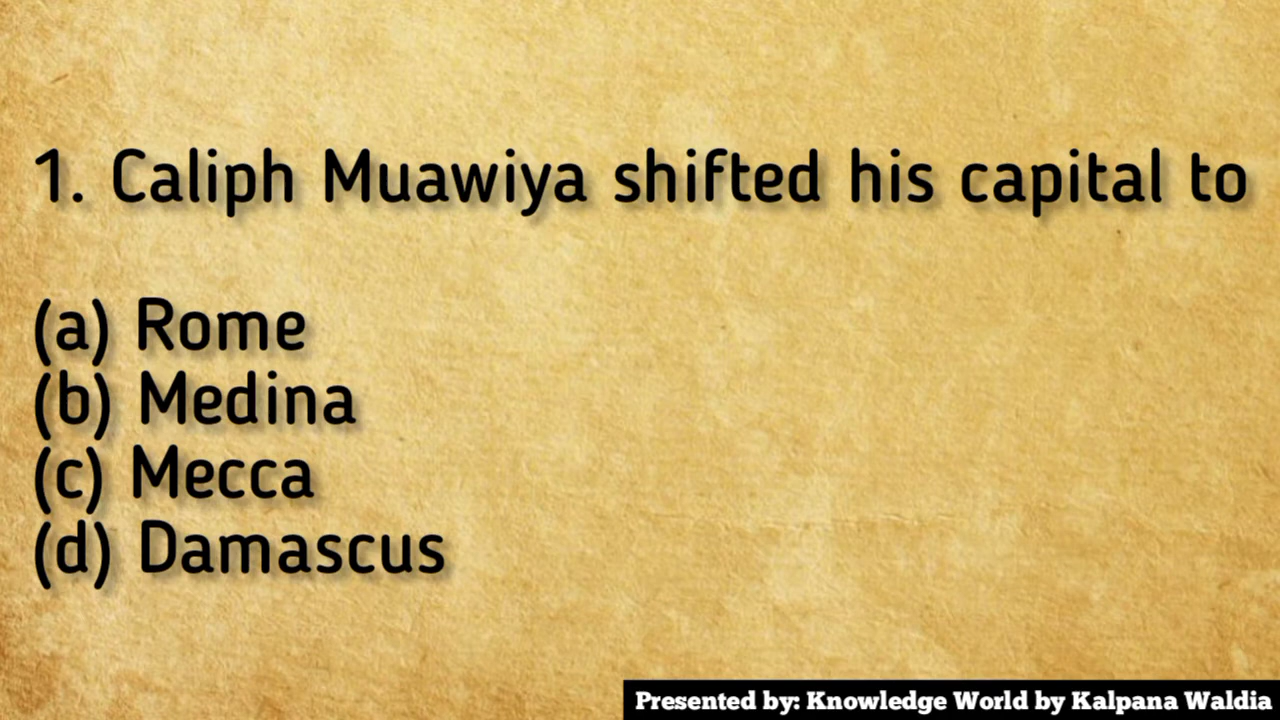 1. Caliph Muawiya shifted his capital to
(a) Rome
(b) Medina
(c) Mecca
(d) Damascus
Presented by: Knowledge World by Kalpana Waldia